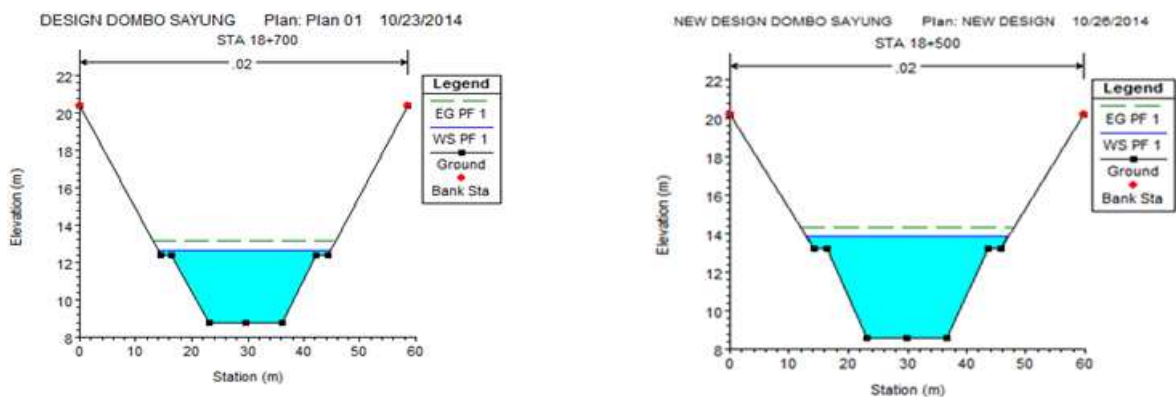 DESIGN DOMBO SAYUNG Plan: Plan 01 10/23/2014
STA 18+700
.02
22
20
18
16
14
12
10
8
Elevation (m)
0
10
20
30
40
50
60
Station (m)
Legend
EG PF 1
WS PF 1
Ground
Bank Sta
NEW DESIGN DOMBO SAYUNG Plan: NEW DESIGN 10/26/2014
STA 18+500
.02
22
20
18
16
14
12
10
8
Elevation (m)
0
10
20
30
40
50
60
Station (m)
Legend
EG PF 1
WS PF 1
Ground
Bank Sta